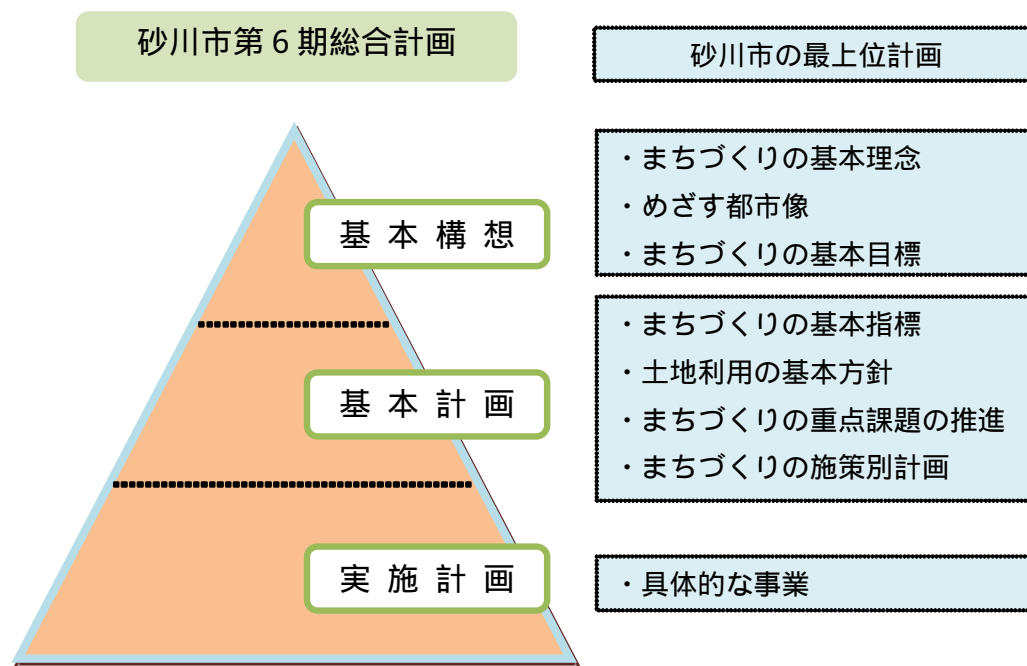 砂川市第６期総合計画
砂川市の最上位計画
基本構想
・まちづくりの基本理念
・めざす都市像
・まちづくりの基本目標
基本計画
・まちづくりの基本指標
・土地利用の基本方針
・まちづくりの重点課題の推進
・まちづくりの施策別計画
実施計画
・具体的な事業